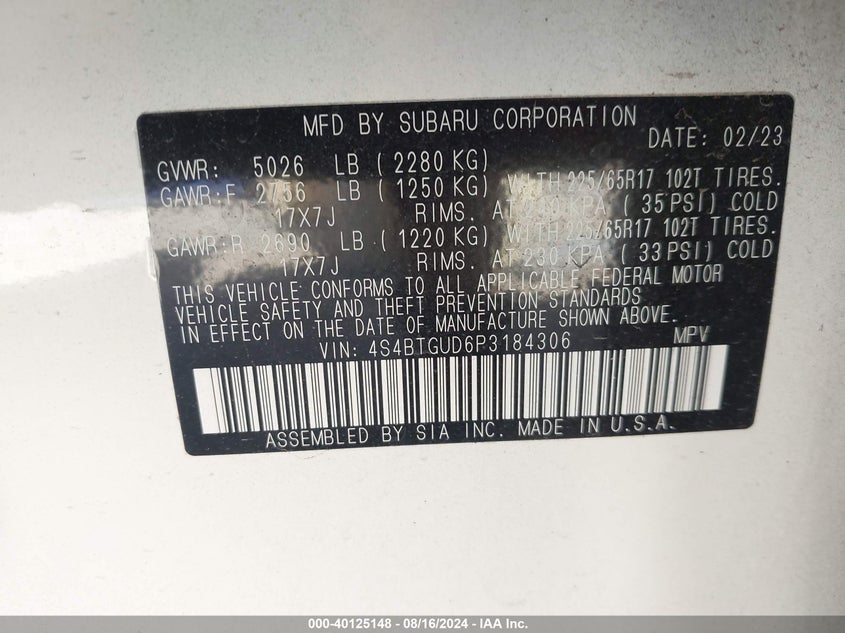 MFD BY SUBARU CORPORATION
DATE: 02/23
GVWR: 5026 LB ( 2280 KG)
GAWR:F 2756 LB ( 1250 KG) WITH 225/65R17 102T TIRES.
17X7J RIMS. AT KPA ( 35 PSI) COLD
GAWR:R 2690 LB ( 1220 KG) WITH 225/65R17 102T TIRES.
17X7J RIMS. AT 230 KPA ( 33 PSI) COLD
THIS VEHICLE CONFORMS TO ALL APPLICABLE FEDERAL MOTOR
VEHICLE SAFETY AND THEFT PREVENTION STANDARDS
IN EFFECT ON THE DATE OF MANUFACTURE SHOWN ABOVE.
VIN: 4S4BTGUD6P3184306 MPV
ASSEMBLED BY SIA INC. MADE IN U.S.A.
000-40125148 - 08/16/2024 - IAA Inc.